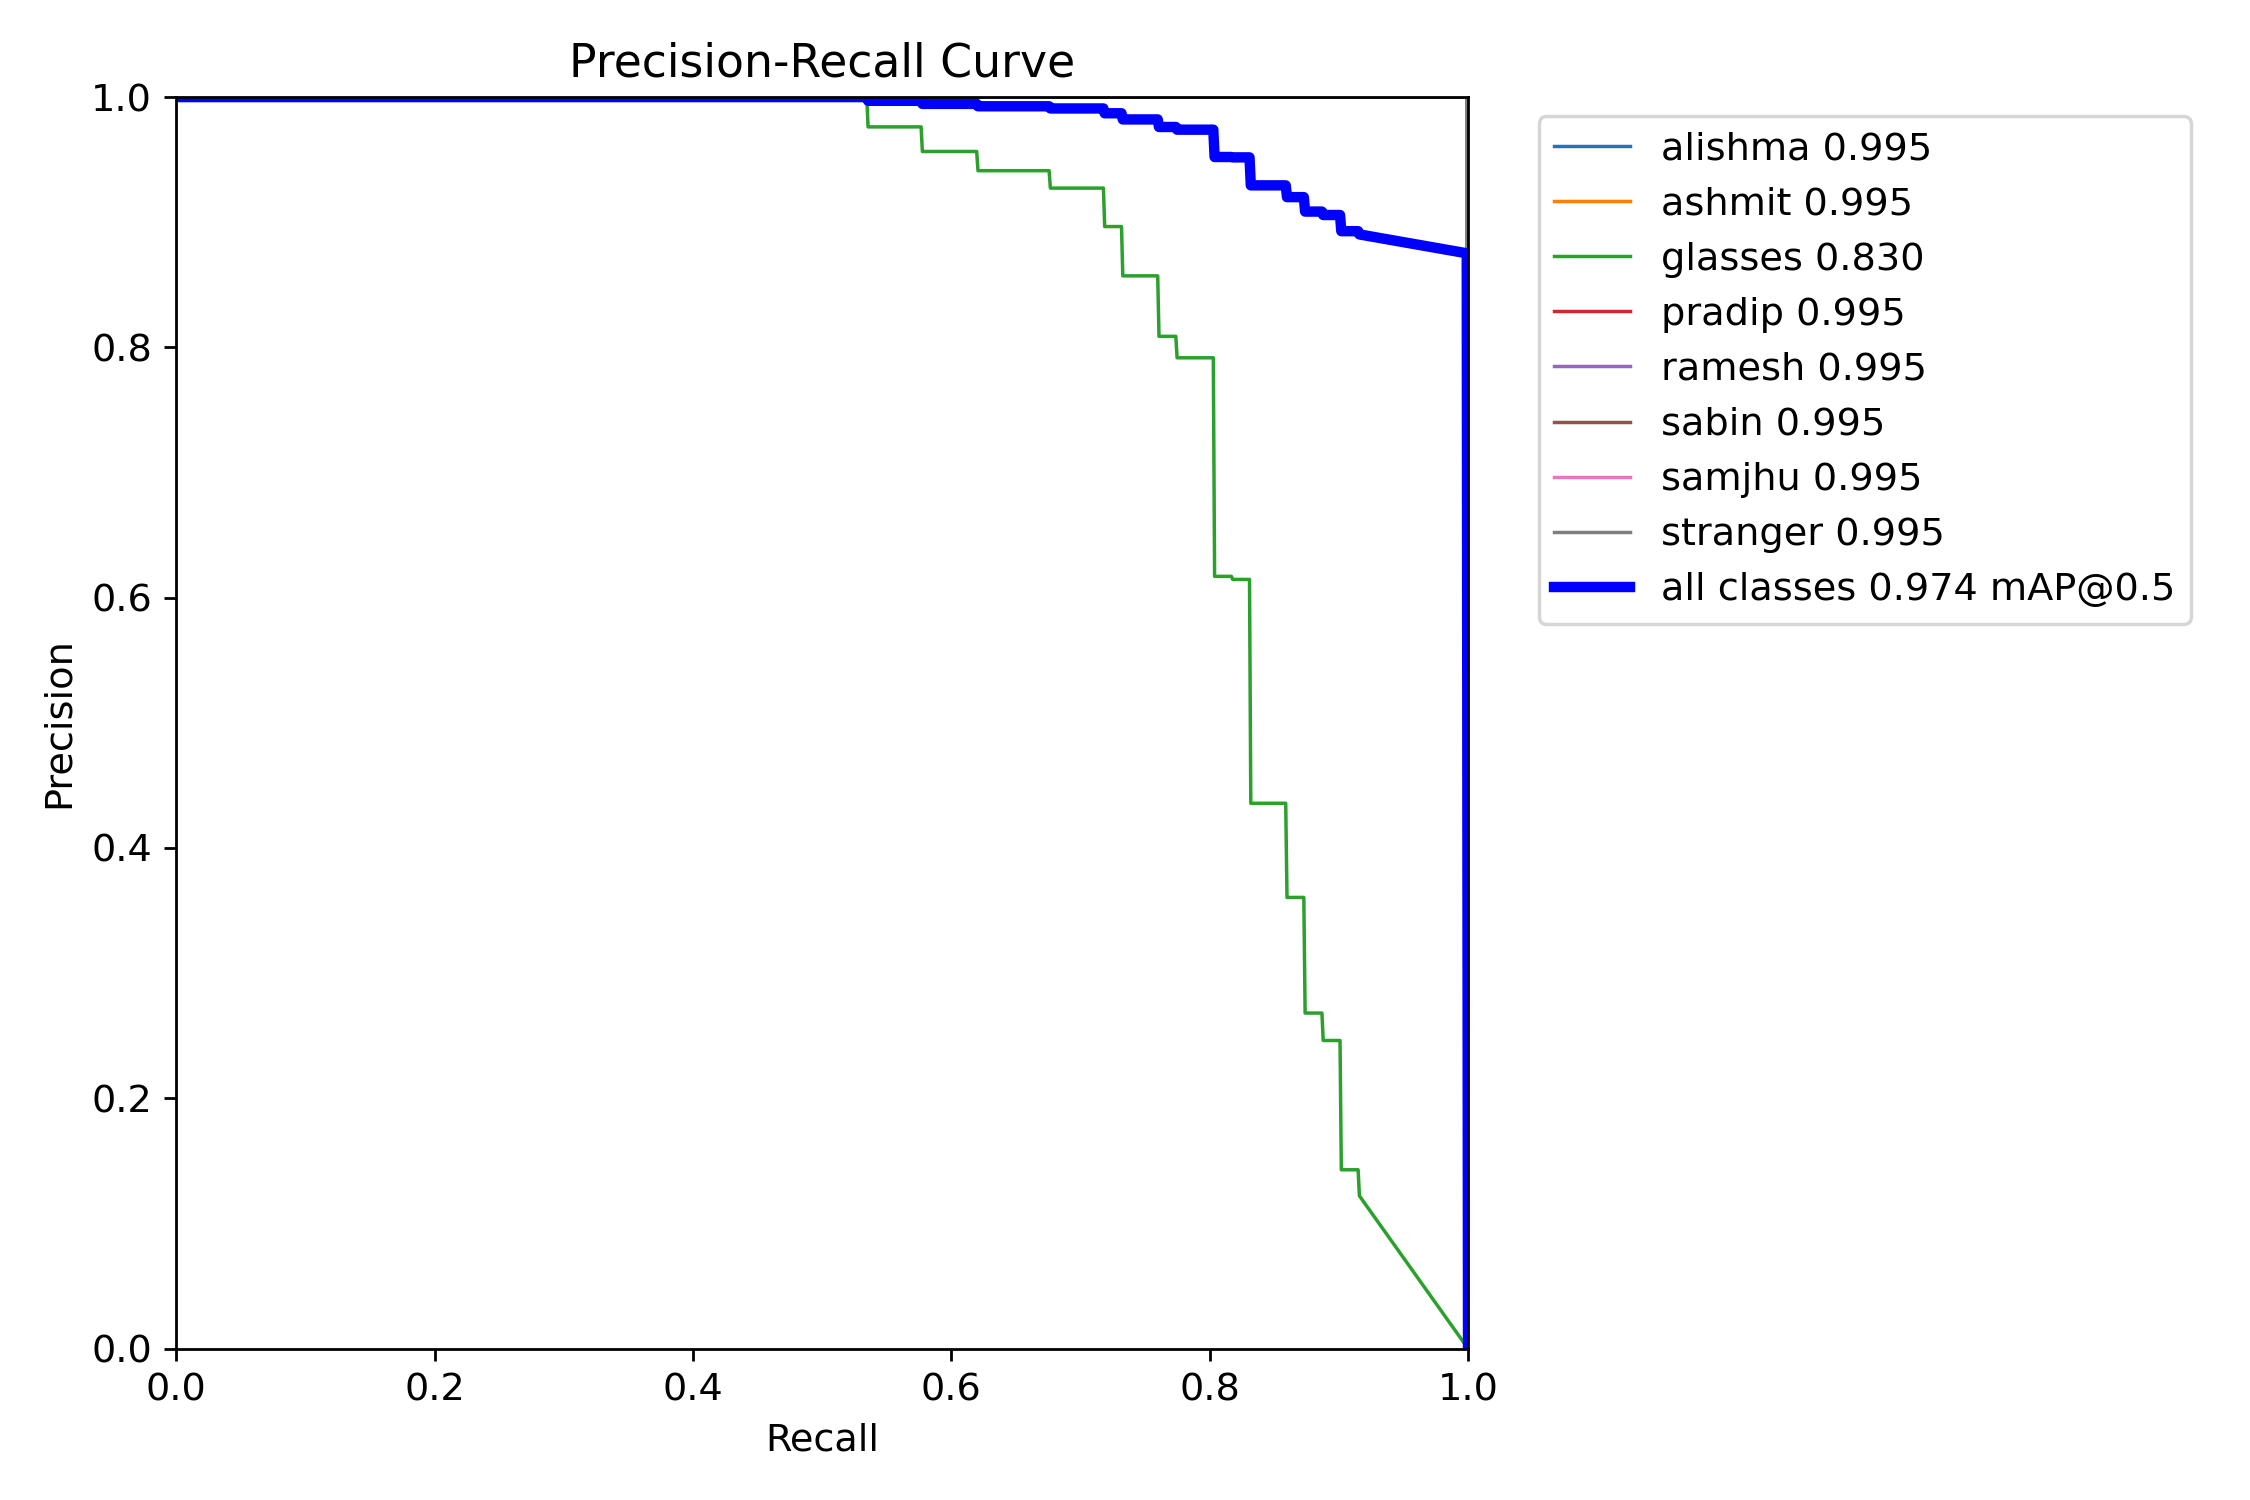 Precision-Recall Curve
1.0
0.8
0.6
0.4
0.2
0.0
Precision
0.0 0.2 0.4 0.6 0.8 1.0
Recall
alishma 0.995
ashmit 0.995
glasses 0.830
pradip 0.995
ramesh 0.995
sabin 0.995
samjhu 0.995
stranger 0.995
all classes 0.974 mAP@0.5